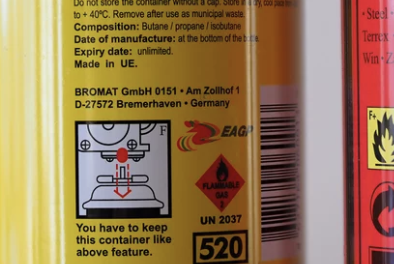 Do not store the container without a cap. Store in a dry, cool place
to + 40ºC. Remove after use as municipal waste.
Composition: Butane / propane / isobutane
Date of manufacture: at the bottom of the
Expiry date: unlimited.
Made in UE.
BROMAT GmbH 0151 • Am Zollhof 1
D-27572 Bremerhaven • Germany
F
EAGP
FLAMMABLE
GAS
2
UN 2037
You have to keep
this container like
above feature.
520
• Steel
Terrox
Win • Z
F+